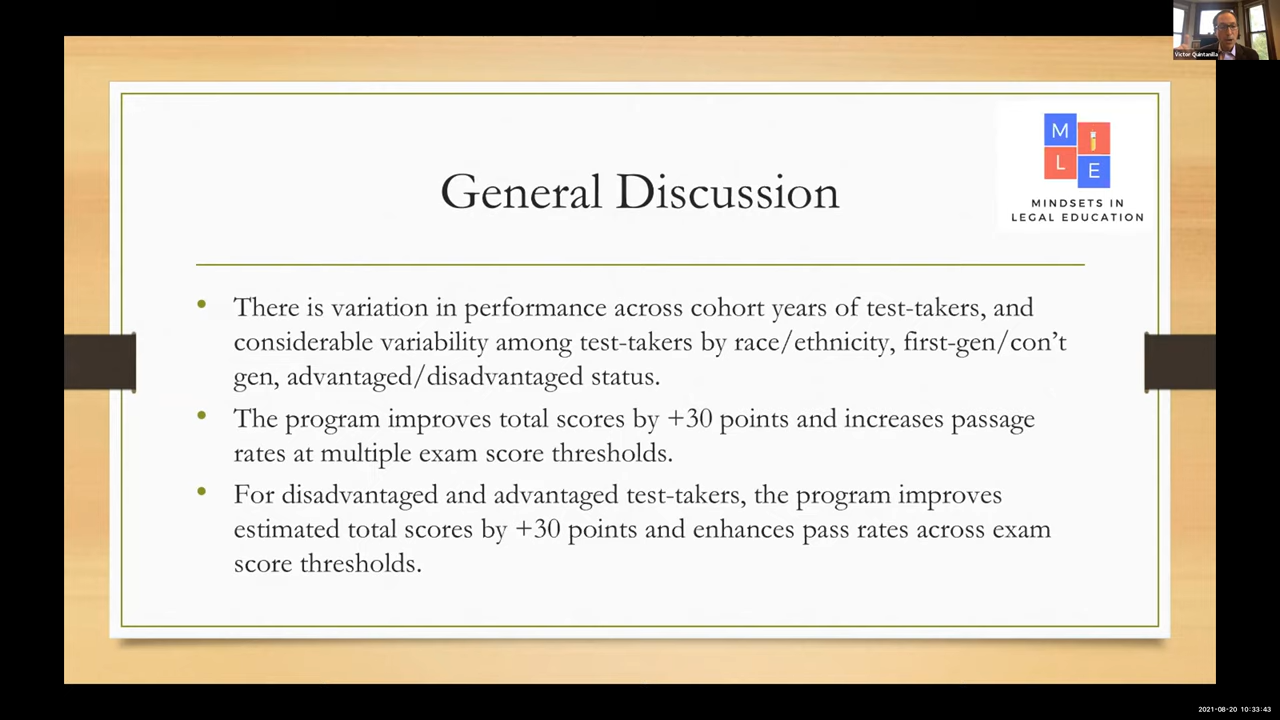 Victor Quintanilla
M
i
L
E
MINDSETS IN
LEGAL EDUCATION
General Discussion
• There is variation in performance across cohort years of test-takers, and
considerable variability among test-takers by race/ethnicity, first-gen/con’t
gen, advantaged/disadvantaged status.
• The program improves total scores by +30 points and increases passage
rates at multiple exam score thresholds.
• For disadvantaged and advantaged test-takers, the program improves
estimated total scores by +30 points and enhances pass rates across exam
score thresholds.
2021-08-20 10:33:43